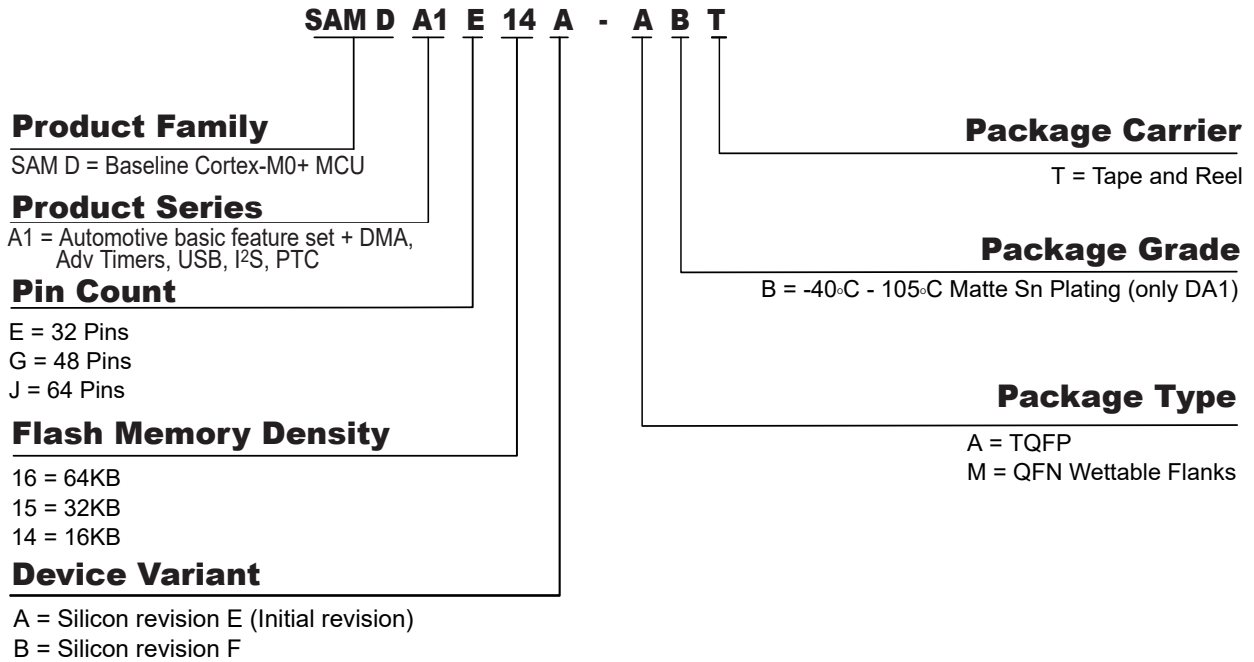 SAM D A1 E 14 A - A B T
Product Family
SAM D = Baseline Cortex-M0+ MCU
Product Series
A1 = Automotive basic feature set + DMA,
Adv Timers, USB, I²S, PTC
Pin Count
E = 32 Pins
G = 48 Pins
J = 64 Pins
Flash Memory Density
16 = 64KB
15 = 32KB
14 = 16KB
Device Variant
A = Silicon revision E (Initial revision)
B = Silicon revision F
Package Carrier
T = Tape and Reel
Package Grade
B = -40◦C - 105◦C Matte Sn Plating (only DA1)
Package Type
A = TQFP
M = QFN Wettable Flanks